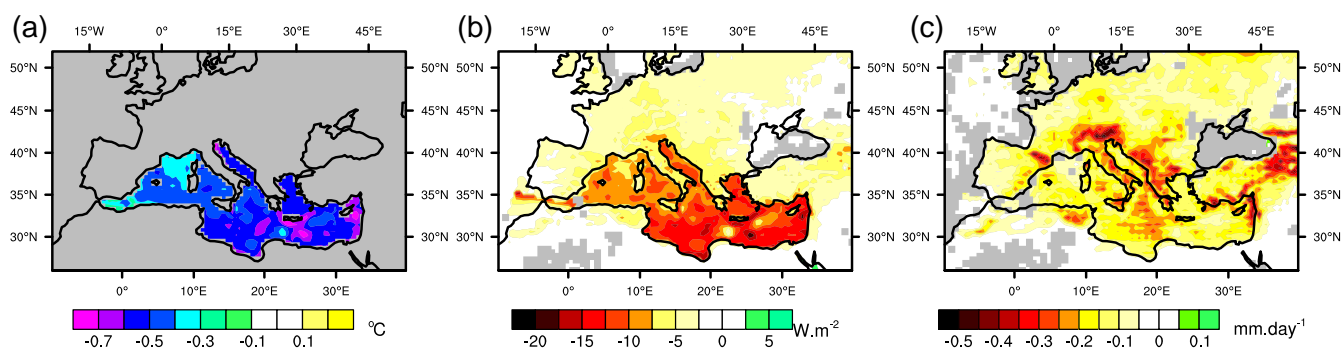 (a) (b) (c)
15°W 0° 15°E 30°E 45°E
15°W 0° 15°E 30°E 45°E
15°W 0° 15°E 30°E 45°E
50°N 50°N 50°N 50°N 50°N 50°N
45°N 45°N 45°N 45°N 45°N 45°N
40°N 40°N 40°N 40°N 40°N 40°N
35°N 35°N 35°N 35°N 35°N 35°N
30°N 30°N 30°N 30°N 30°N 30°N
0° 10°E 20°E 30°E
0° 10°E 20°E 30°E
0° 10°E 20°E 30°E
-0.7 -0.5 -0.3 -0.1 0.1 °C
-20 -15 -10 -5 0 5 W.m-2
-0.5 -0.4 -0.3 -0.2 -0.1 0 0.1 mm.day-1